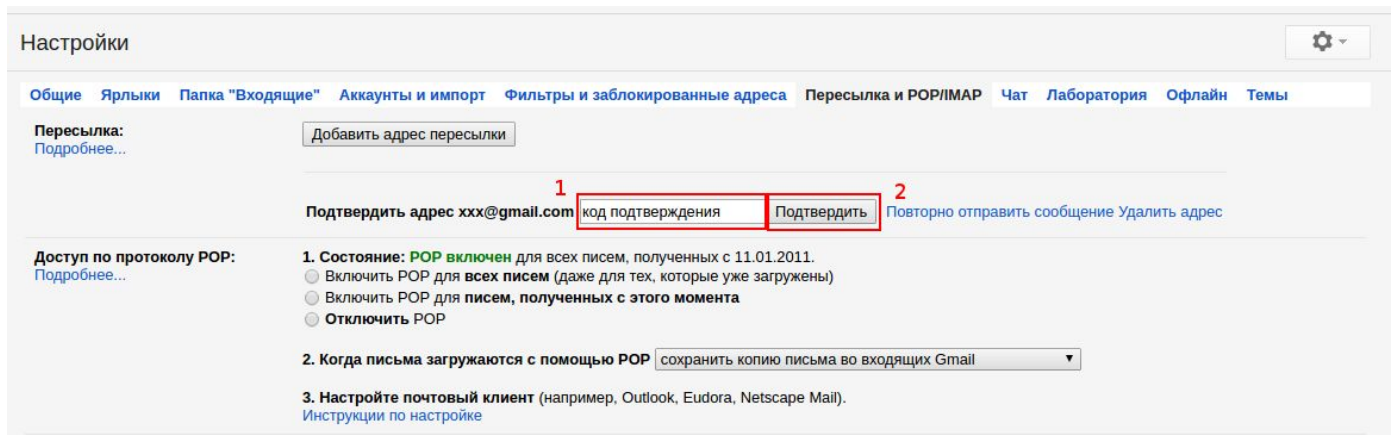 Настройки
Общие Ярлыки Папка "Входящие" Аккаунты и импорт Фильтры и заблокированные адреса Пересылка и POP/IMAP Чат Лаборатория Офлайн Темы
Пересылка:
Подробнее...
Добавить адрес пересылки
1 2
Подтвердить адрес xxx@gmail.com код подтверждения Подтвердить Повторно отправить сообщение Удалить адрес
Доступ по протоколу POP:
Подробнее...
1. Состояние: POP включен для всех писем, полученных с 11.01.2011.
Включить POP для всех писем (даже для тех, которые уже загружены)
Включить POP для писем, полученных с этого момента
Отключить POP
2. Когда письма загружаются с помощью POP сохранить копию письма во входящих Gmail
3. Настройте почтовый клиент (например, Outlook, Eudora, Netscape Mail).
Инструкции по настройке